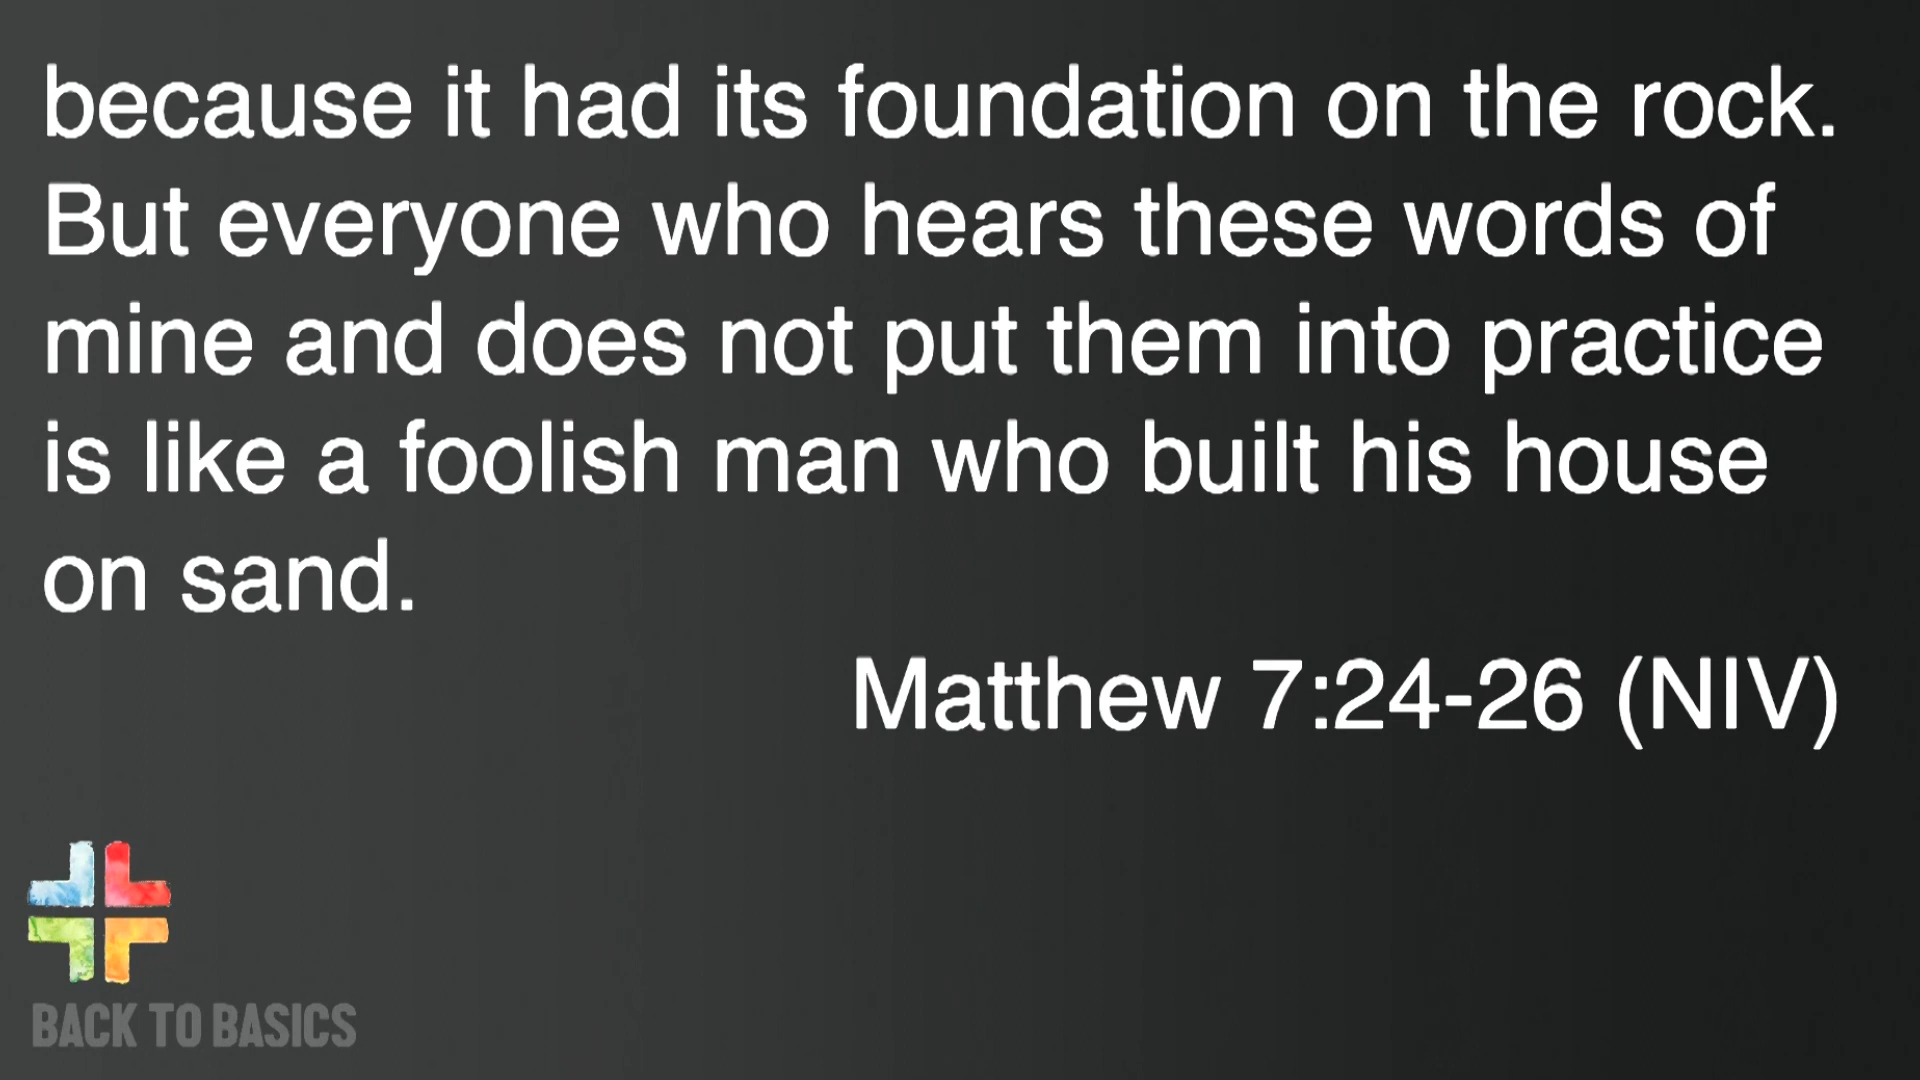 because it had its foundation on the rock.
But everyone who hears these words of
mine and does not put them into practice
is like a foolish man who built his house
on sand.
Matthew 7:24-26 (NIV)
BACK TO BASICS